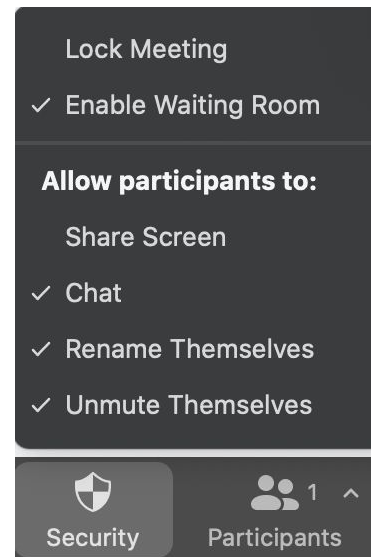 Lock Meeting
✓ Enable Waiting Room
Allow participants to:
Share Screen
✓ Chat
✓ Rename Themselves
✓ Unmute Themselves
1
Security
Participants